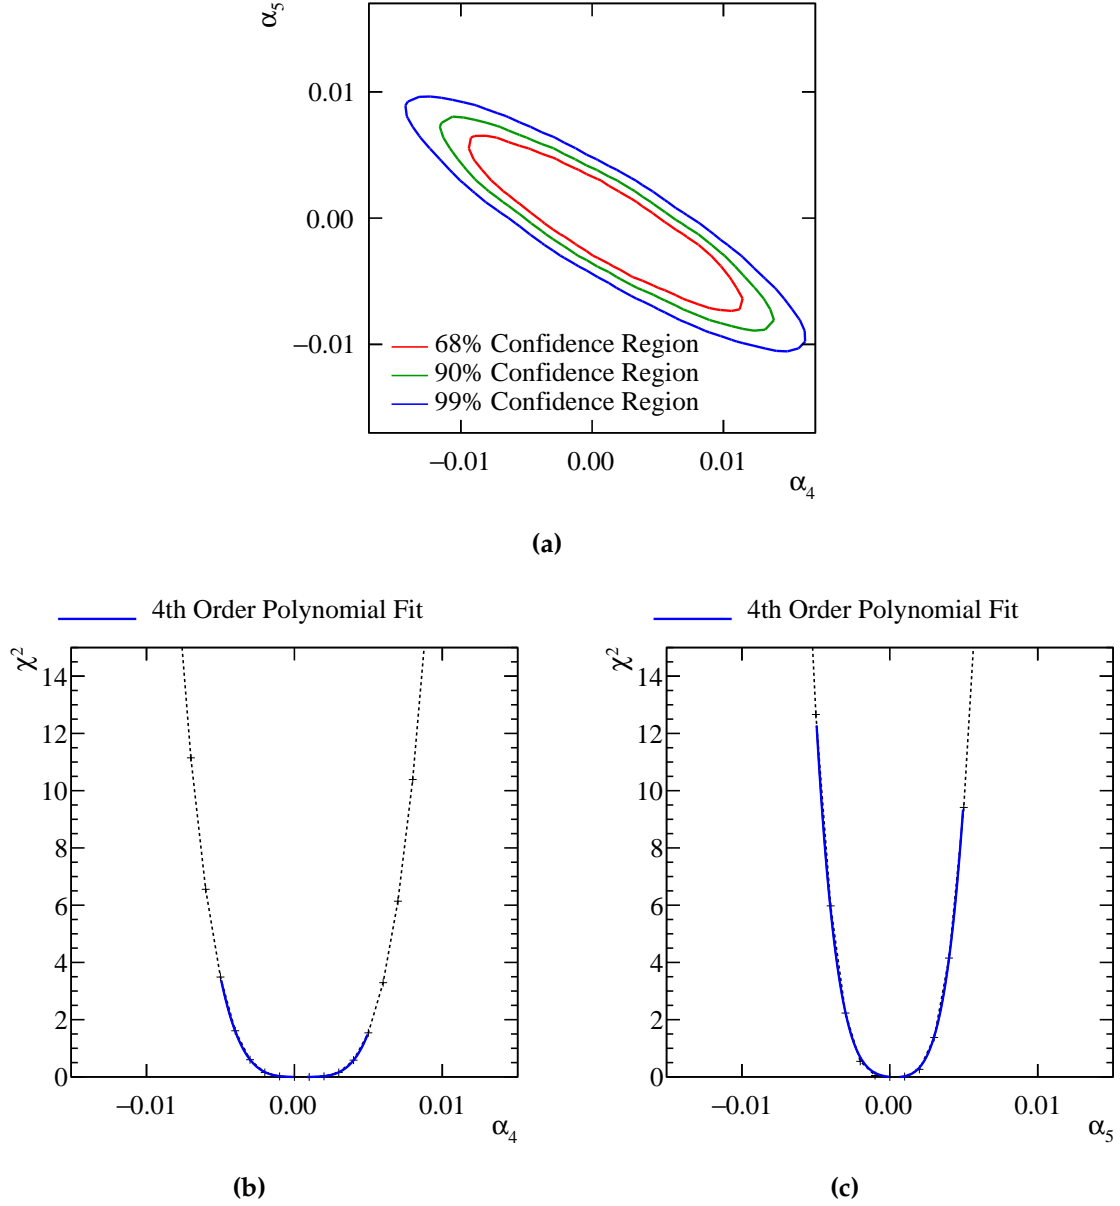 α5
0.01
0.00
−0.01
68% Confidence Region
90% Confidence Region
99% Confidence Region
−0.01 0.00 0.01
α4
(a)
4th Order Polynomial Fit
χ2
14
12
10
8
6
4
2
0
−0.01 0.00 0.01
α4
(b)
4th Order Polynomial Fit
χ2
14
12
10
8
6
4
2
0
−0.01 0.00 0.01
α5
(c)